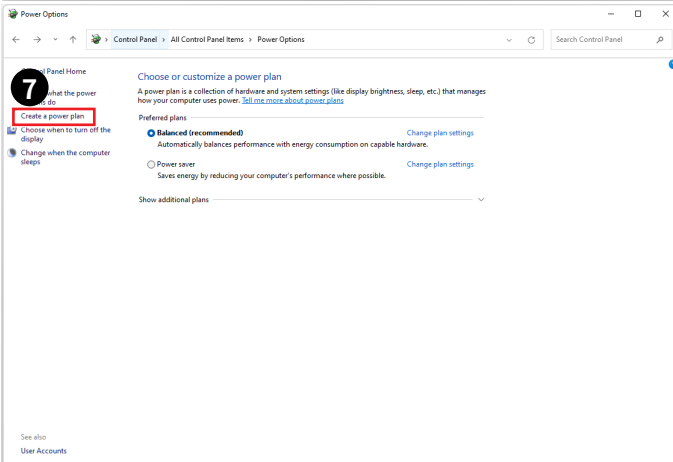 Power Options
Control Panel > All Control Panel Items > Power Options
Search Control Panel
Panel Home
7
what the power
do
Create a power plan
Choose when to turn off the
display
Change when the computer
sleeps
Choose or customize a power plan
A power plan is a collection of hardware and system settings (like display brightness, sleep, etc.) that manages
how your computer uses power. Tell me more about power plans
Preferred plans
Balanced (recommended)
Change plan settings
Automatically balances performance with energy consumption on capable hardware.
Power saver
Change plan settings
Saves energy by reducing your computer's performance where possible.
Show additional plans
See also
User Accounts